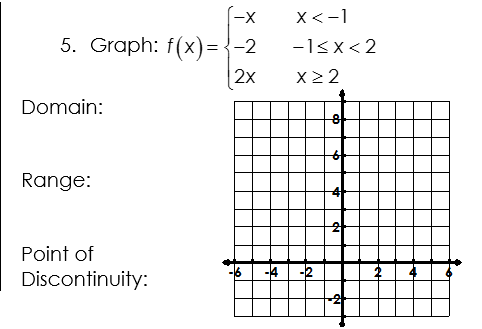 −x x < −1
5. Graph: f(x) = { −2 −1 ≤ x < 2
2x x ≥ 2
Domain:
8
6
Range:
4
2
Point of
Discontinuity:
-6 -4 -2 2 4 6
-2